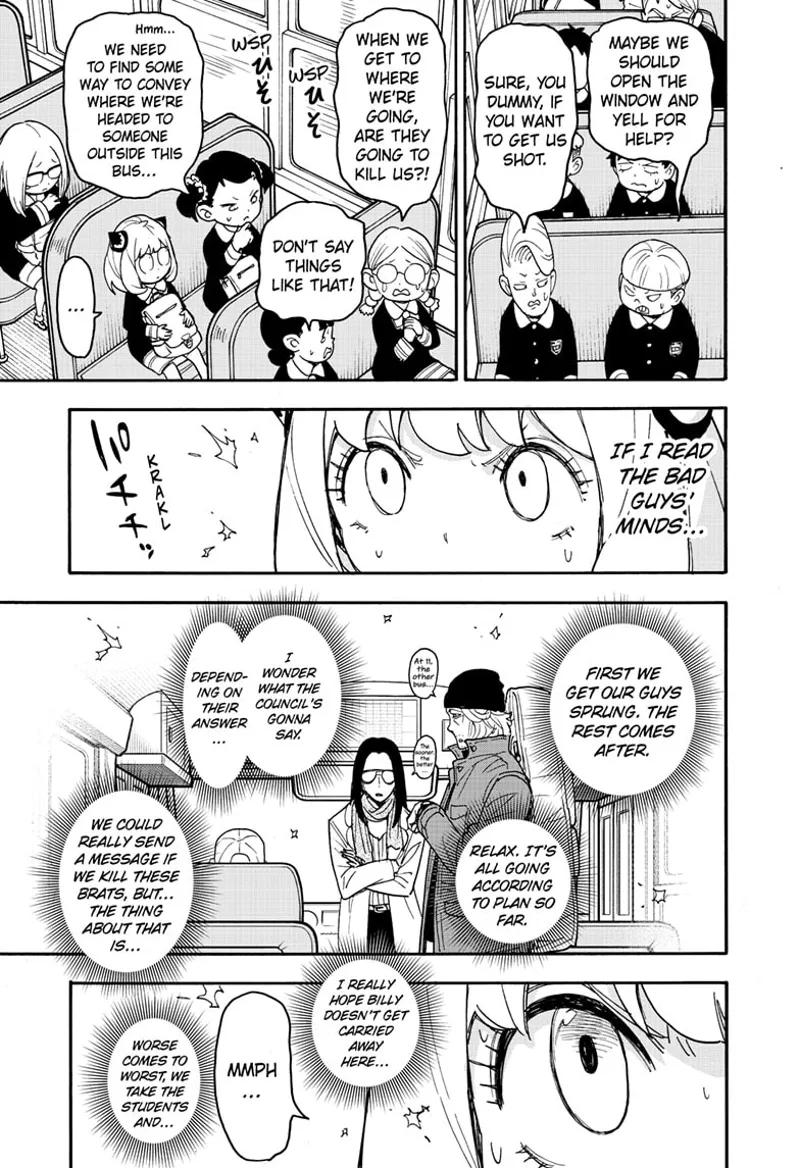 MAYBE WE
SHOULD
OPEN THE
WINDOW AND
YELL FOR
HELP?
SURE, YOU
DUMMY, IF
YOU WANT
TO GET US
SHOT.
WHEN WE
GET TO
WHERE
WE'RE
GOING,
ARE THEY
GOING TO
KILL US?!
WSP
ひそ
WSP
ひそ
DON'T SAY
THINGS
LIKE THAT!
Hmm...
WE NEED
TO FIND SOME
WAY TO CONVEY
WHERE WE'RE
HEADED TO
SOMEONE
OUTSIDE THIS
BUS...
...
IF I READ
THE BAD
GUYS'
MINDS...
KRAKL
バチチッ
FIRST WE
GET OUR GUYS
SPRUNG. THE
REST COMES
AFTER.
At 11,
the
other
bus...
The
sooner
the
better
I
WONDER
WHAT THE
COUNCIL'S
GONNA
SAY.
DEPEND-
ING ON
THEIR
ANSWER
...
RELAX. IT'S
ALL GOING
ACCORDING
TO PLAN SO
FAR.
WE COULD
REALLY SEND
A MESSAGE IF
WE KILL THESE
BRATS, BUT...
THE THING
ABOUT THAT
IS...
I REALLY
HOPE BILLY
DOESN'T GET
CARRIED
AWAY
HERE...
MMPH
...
WORSE
COMES TO
WORST, WE
TAKE THE
STUDENTS
AND...